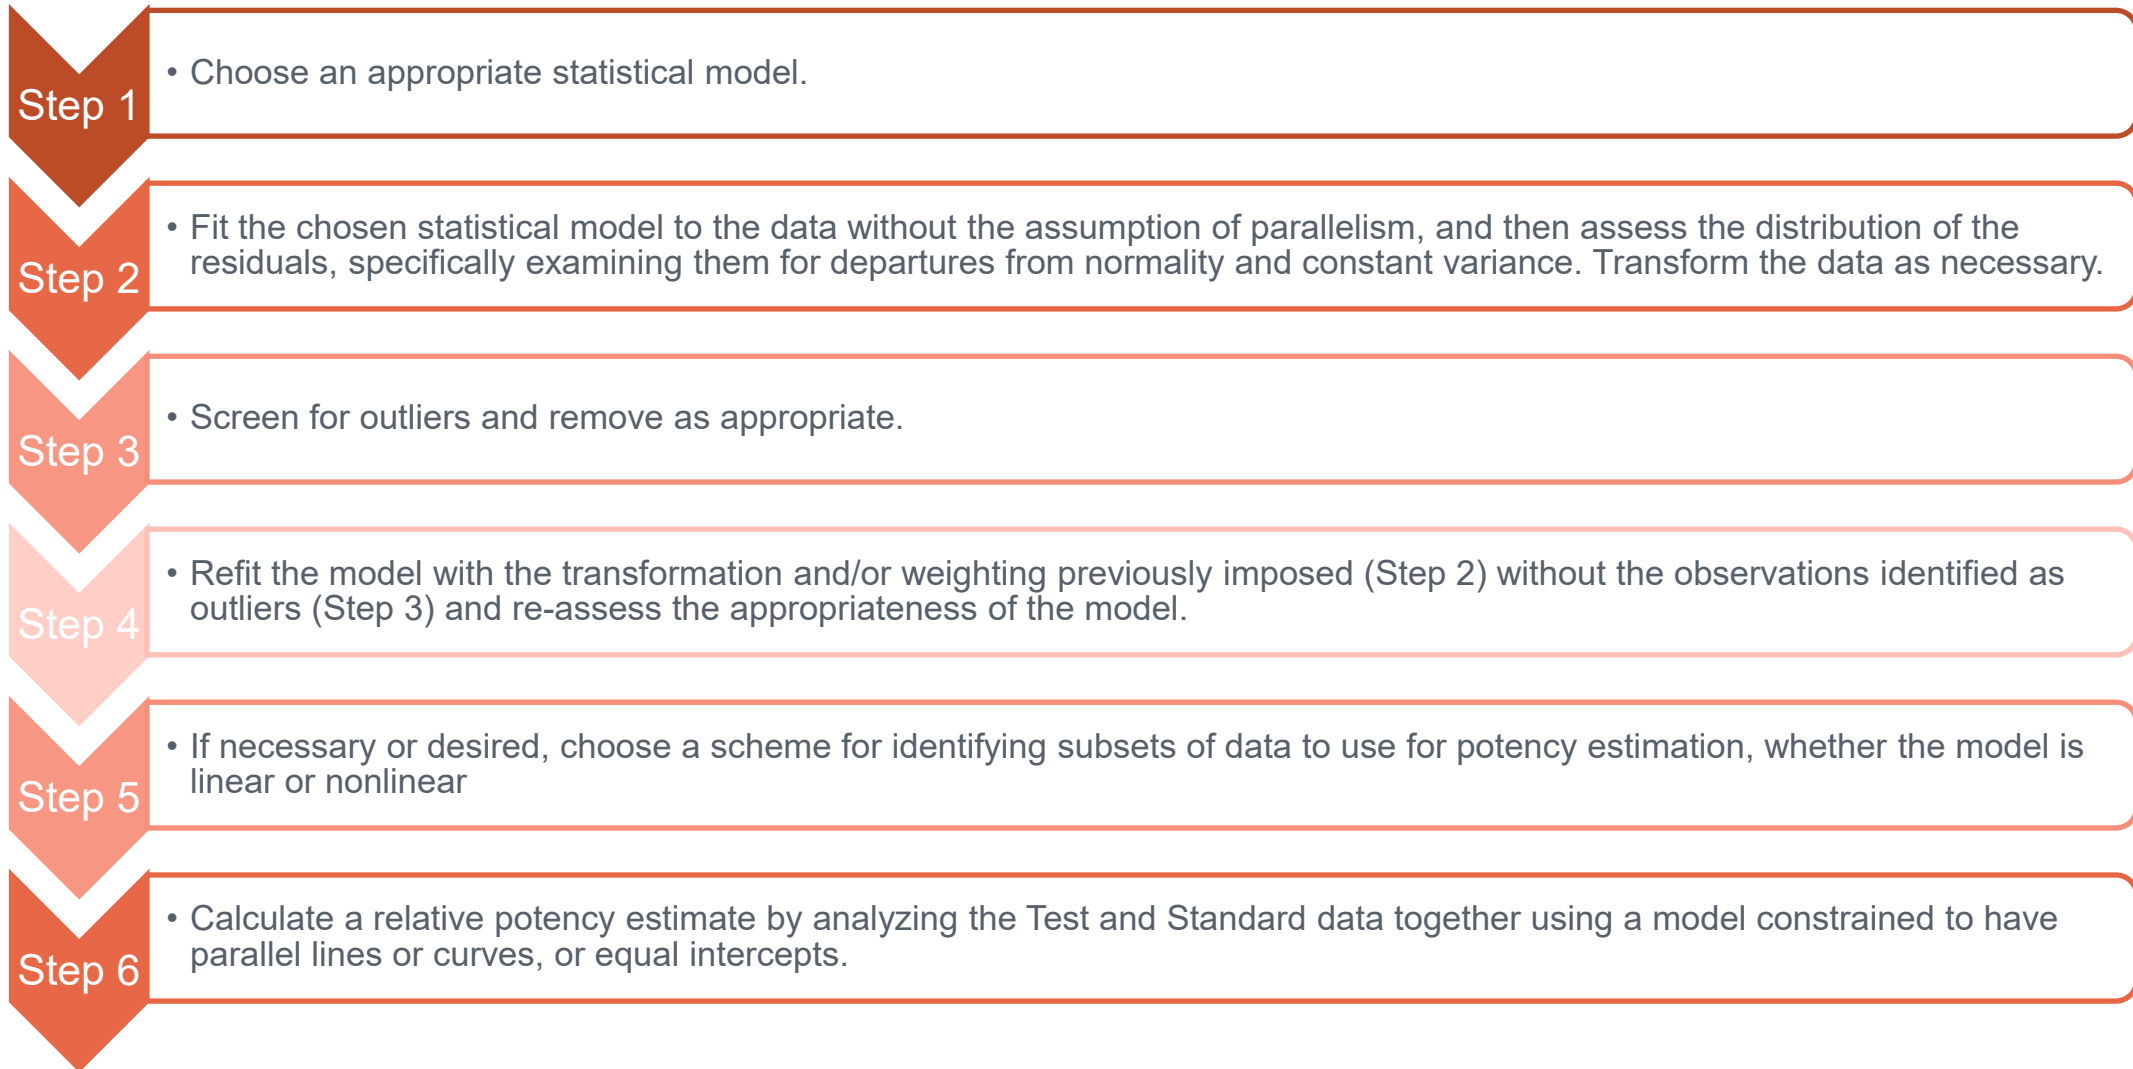 Step 1
• Choose an appropriate statistical model.
Step 2
• Fit the chosen statistical model to the data without the assumption of parallelism, and then assess the distribution of the
residuals, specifically examining them for departures from normality and constant variance. Transform the data as necessary.
Step 3
• Screen for outliers and remove as appropriate.
Step 4
• Refit the model with the transformation and/or weighting previously imposed (Step 2) without the observations identified as
outliers (Step 3) and re-assess the appropriateness of the model.
Step 5
• If necessary or desired, choose a scheme for identifying subsets of data to use for potency estimation, whether the model is
linear or nonlinear
Step 6
• Calculate a relative potency estimate by analyzing the Test and Standard data together using a model constrained to have
parallel lines or curves, or equal intercepts.